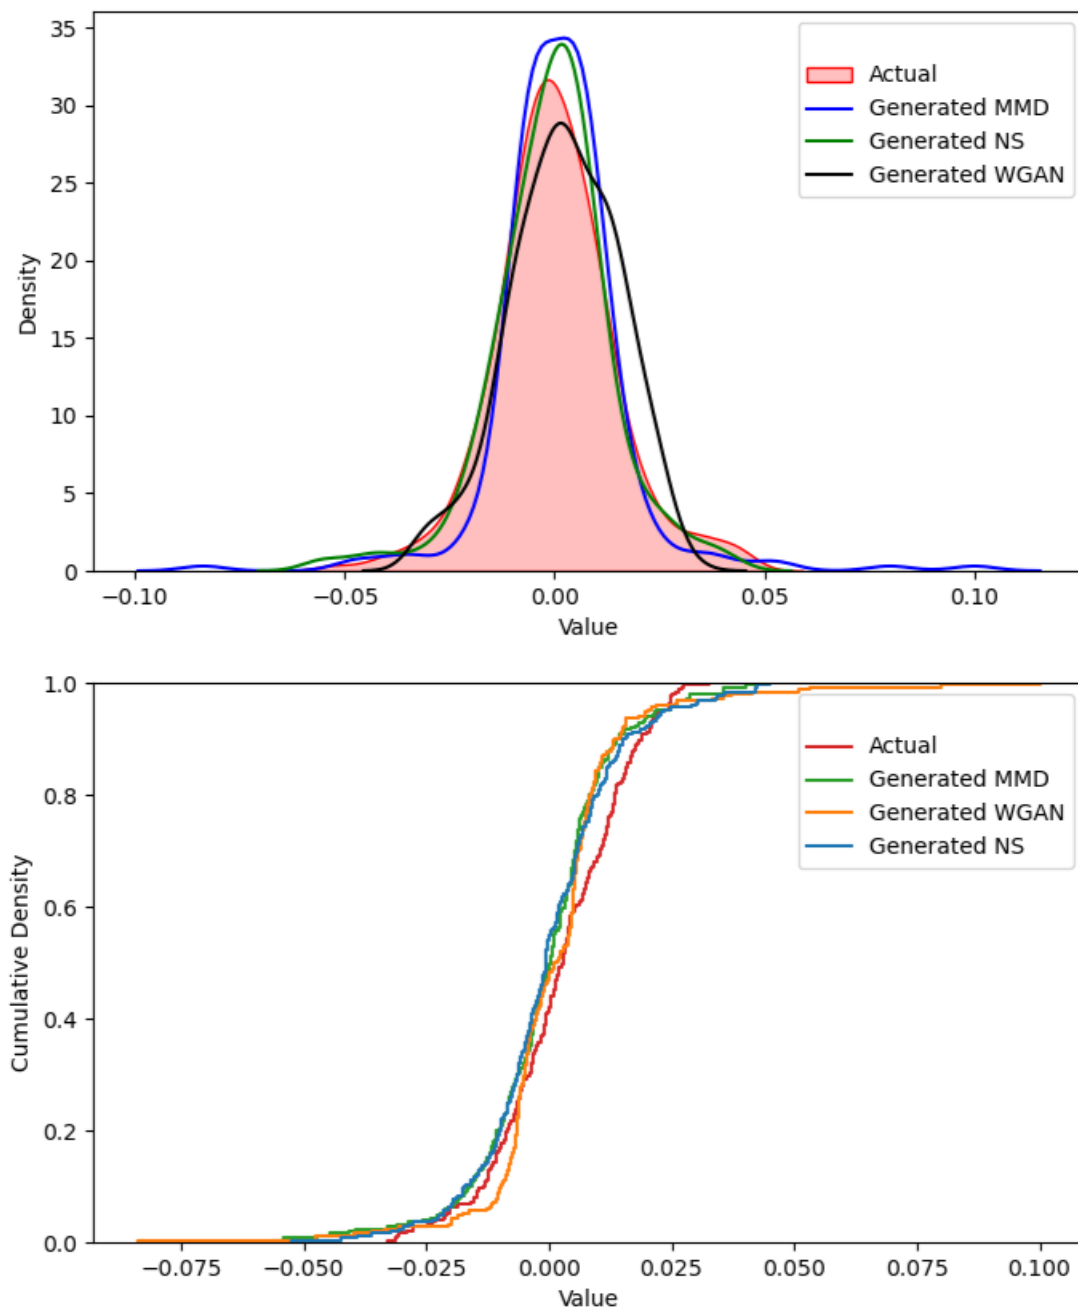 35
30
25
20
15
10
5
0
Density
−0.10 −0.05 0.00 0.05 0.10
Value
Actual
Generated MMD
Generated NS
Generated WGAN
1.0
0.8
0.6
0.4
0.2
0.0
Cumulative Density
−0.075 −0.050 −0.025 0.000 0.025 0.050 0.075 0.100
Value
Actual
Generated MMD
Generated WGAN
Generated NS